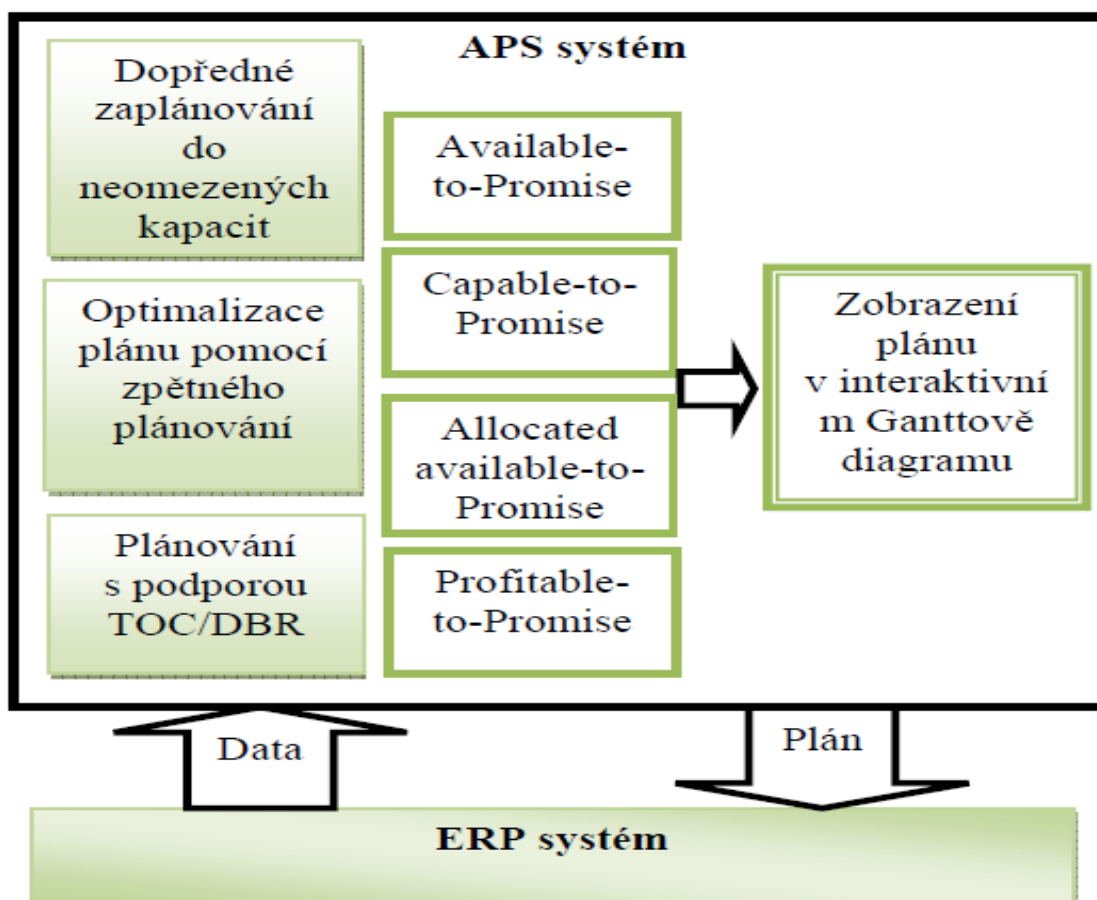 APS systém
Dopředné
zaplánování
do
neomezených
kapacit
Optimalizace
plánu pomocí
zpětného
plánování
Plánování
s podporou
TOC/DBR
Available-
to-Promise
Capable-to-
Promise
Allocated
available-to-
Promise
Profitable-
to-Promise
Zobrazení
plánu
v interaktivní
m Ganttově
diagramu
Data
Plán
ERP systém